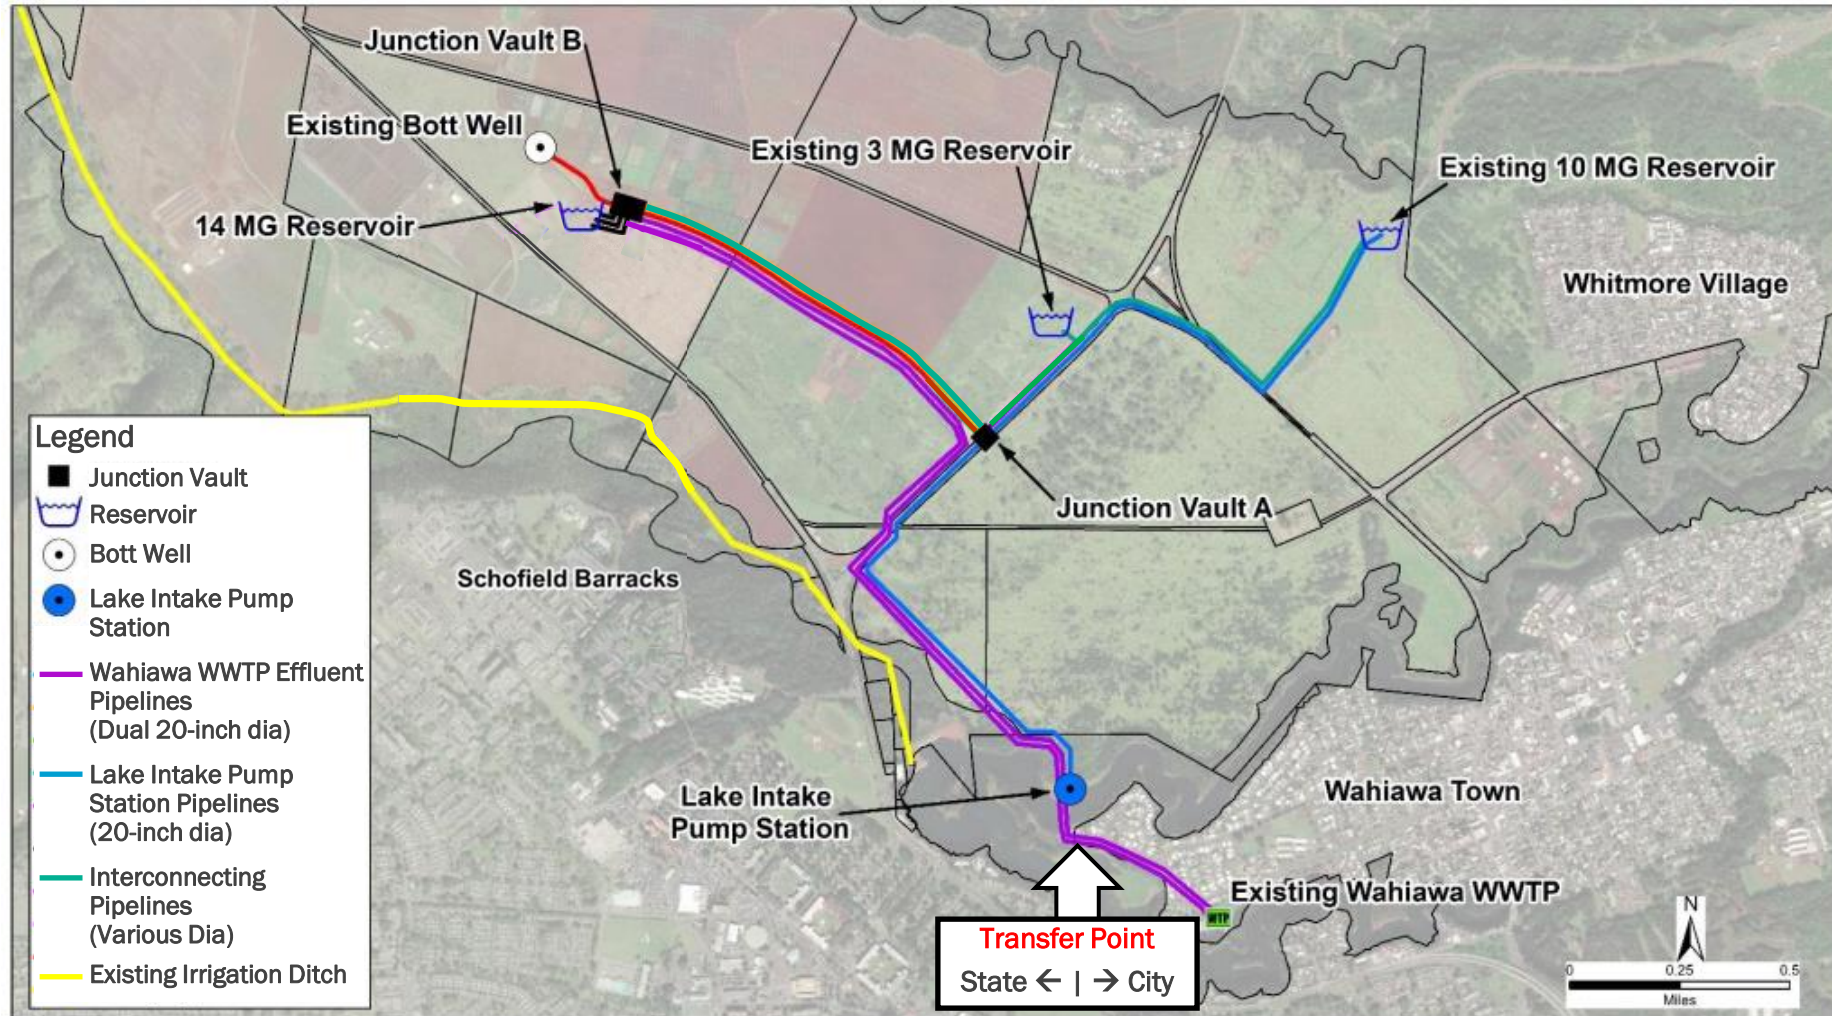 Junction Vault B
Existing Bott Well
Existing 3 MG Reservoir
Existing 10 MG Reservoir
14 MG Reservoir
Whitmore Village
Legend
Junction Vault
Reservoir
Bott Well
Lake Intake Pump
Station
Wahiawa WWTP Effluent
Pipelines
(Dual 20-inch dia)
Lake Intake Pump
Station Pipelines
(20-inch dia)
Interconnecting
Pipelines
(Various Dia)
Existing Irrigation Ditch
Junction Vault A
Schofield Barracks
Lake Intake
Pump Station
Wahiawa Town
Existing Wahiawa WWTP
WTP
Transfer Point
State ← | → City
N
0 0.25 0.5
Miles